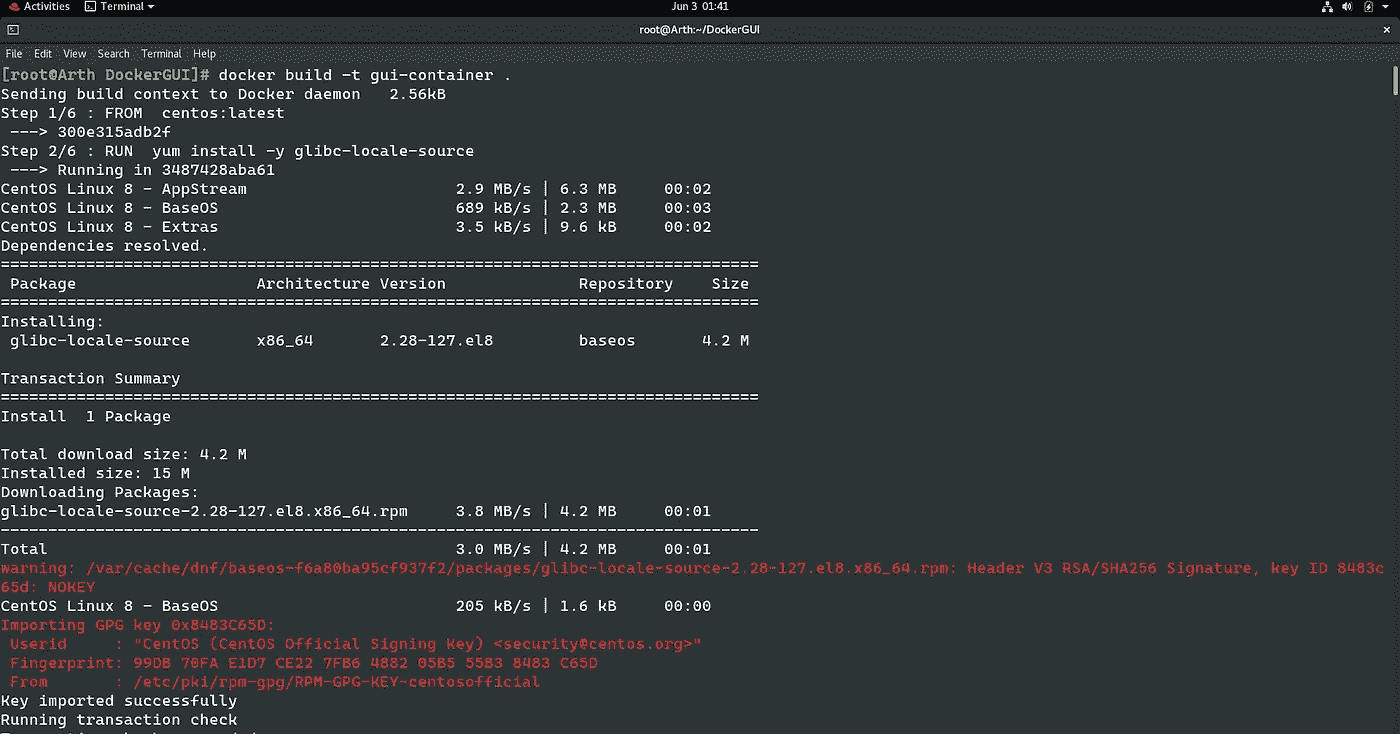 Activities Terminal Jun 3 01:41
root@Arth:~/DockerGUI
File Edit View Search Terminal Help
[root@Arth DockerGUI]# docker build -t gui-container .
Sending build context to Docker daemon 2.56kB
Step 1/6 : FROM centos:latest
---> 300e315adb2f
Step 2/6 : RUN yum install -y glibc-locale-source
---> Running in 3487428aba61
CentOS Linux 8 - AppStream 2.9 MB/s | 6.3 MB 00:02
CentOS Linux 8 - BaseOS 689 kB/s | 2.3 MB 00:03
CentOS Linux 8 - Extras 3.5 kB/s | 9.6 kB 00:02
Dependencies resolved.
================================================================================
Package Architecture Version Repository Size
================================================================================
Installing:
glibc-locale-source x86_64 2.28-127.el8 baseos 4.2 M
Transaction Summary
================================================================================
Install 1 Package
Total download size: 4.2 M
Installed size: 15 M
Downloading Packages:
glibc-locale-source-2.28-127.el8.x86_64.rpm 3.8 MB/s | 4.2 MB 00:01
--------------------------------------------------------------------------------
Total 3.0 MB/s | 4.2 MB 00:01
warning: /var/cache/dnf/baseos-f6a80ba95cf937f2/packages/glibc-locale-source-2.28-127.el8.x86_64.rpm: Header V3 RSA/SHA256 Signature, key ID 8483c
65d: NOKEY
CentOS Linux 8 - BaseOS 205 kB/s | 1.6 kB 00:00
Importing GPG key 0x8483C65D:
Userid : "CentOS (CentOS Official Signing Key) <security@centos.org>"
Fingerprint: 99DB 70FA E1D7 CE22 7FB6 4882 05B5 55B3 8483 C65D
From : /etc/pki/rpm-gpg/RPM-GPG-KEY-centosofficial
Key imported successfully
Running transaction check